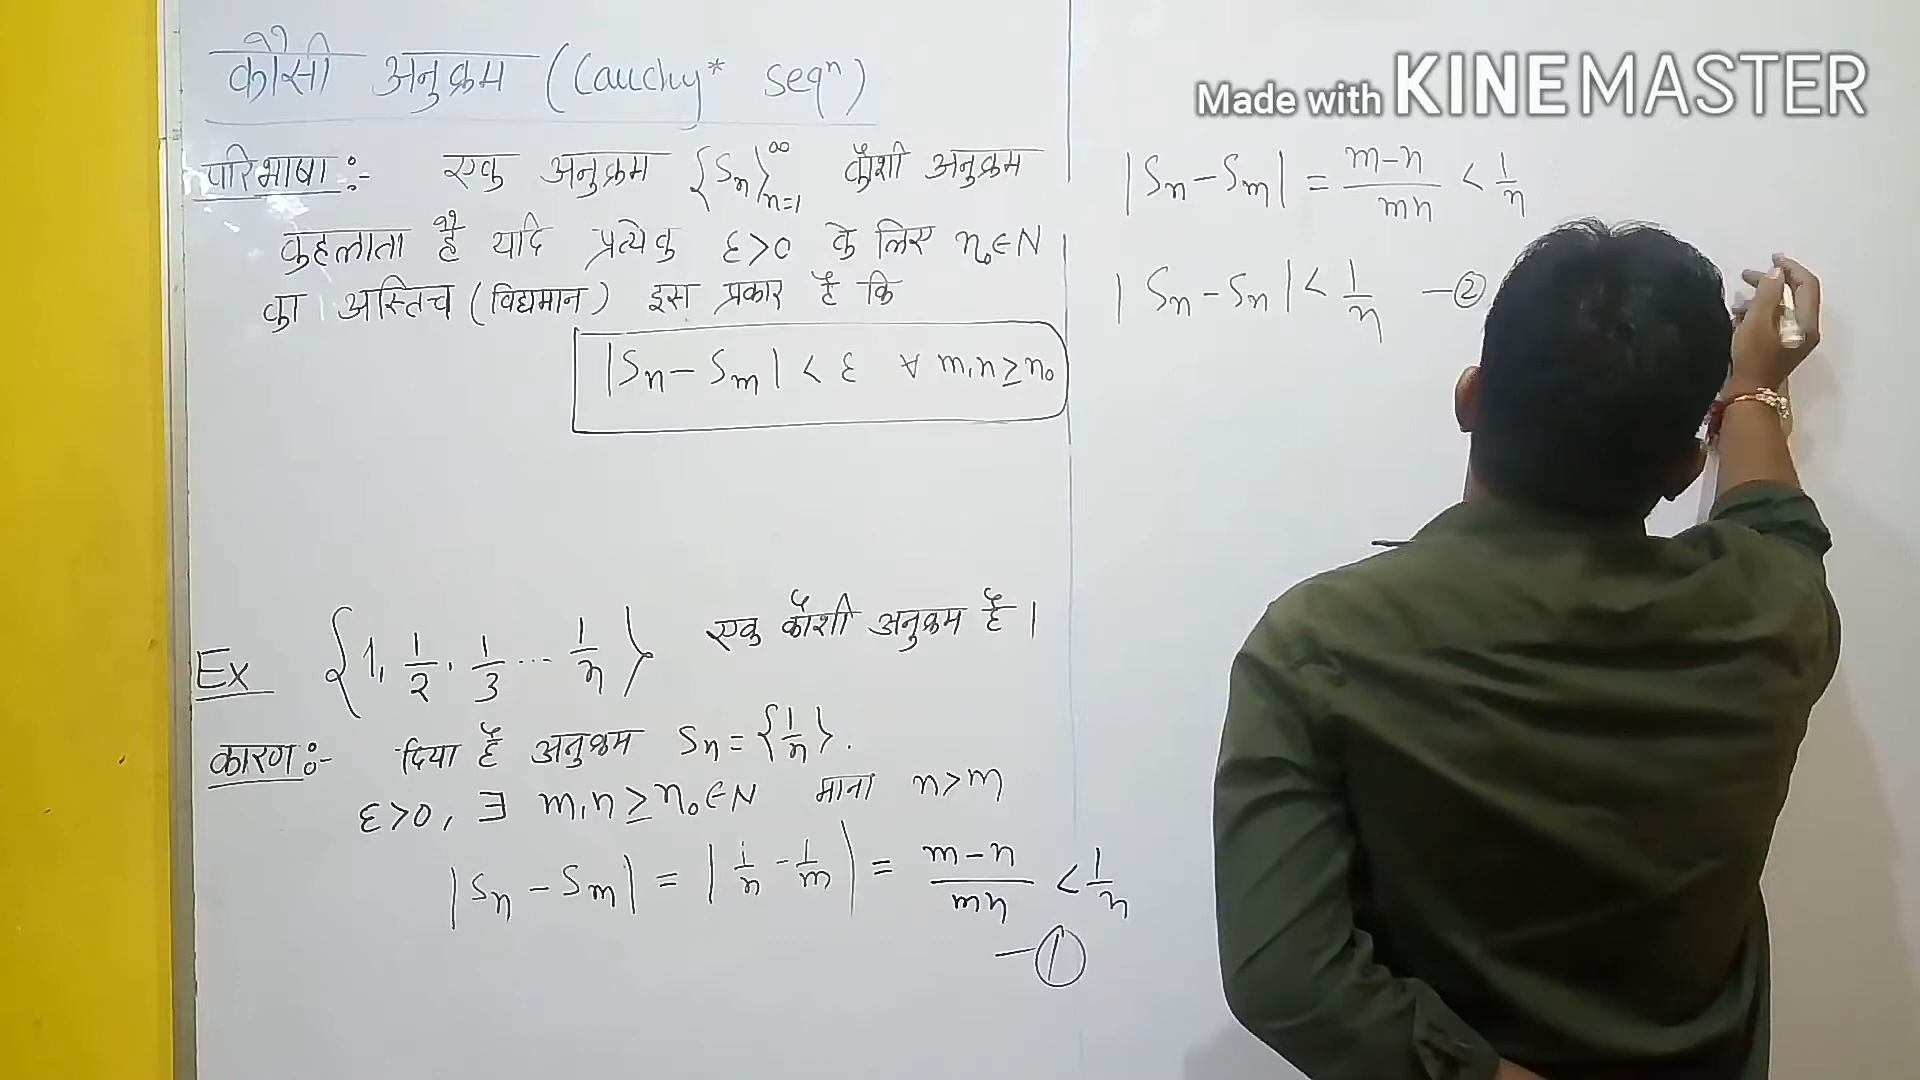 कौसी अनुक्रम (Cauchy* seqⁿ)
परिभाषा :- एक अनुक्रम {Sn}∞n=1 कौशी अनुक्रम
कहलाता है यदि प्रत्येक ε>0 के लिए n₀∈N
का अस्तित्च (विद्यमान) इस प्रकार है कि
|Sn - Sm| < ε ∀ m,n ≥ n₀
Ex {1, 1/2, 1/3 ... 1/n} एक कौशी अनुक्रम है।
कारण :- दिया है अनुक्रम Sn = {1/n}.
ε>0, ∃ m,n ≥ n₀∈N माना n>m
|Sn - Sm| = |1/n - 1/m| = m-n/mn < 1/n
-①
Made with KINEMASTER
|Sn - Sm| = m-n/mn < 1/n
|Sn - Sn| < 1/n -②